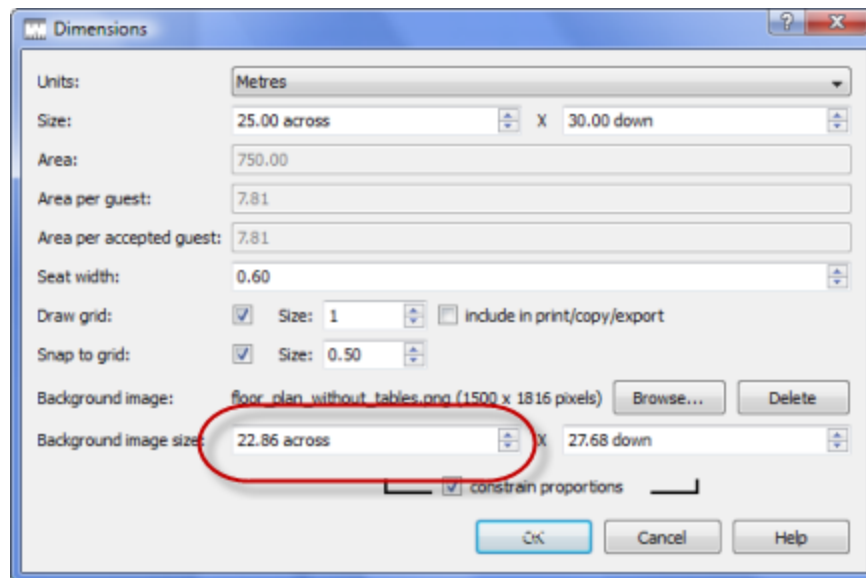 Dimensions
Units: Metres
Size: 25.00 across X 30.00 down
Area: 750.00
Area per guest: 7.81
Area per accepted guest: 7.81
Seat width: 0.60
Draw grid: Size: 1 include in print/copy/export
Snap to grid: Size: 0.50
Background image: floor_plan_without_tables.png (1500 x 1816 pixels) Browse... Delete
Background image size: 22.86 across X 27.68 down
constrain proportions
OK Cancel Help